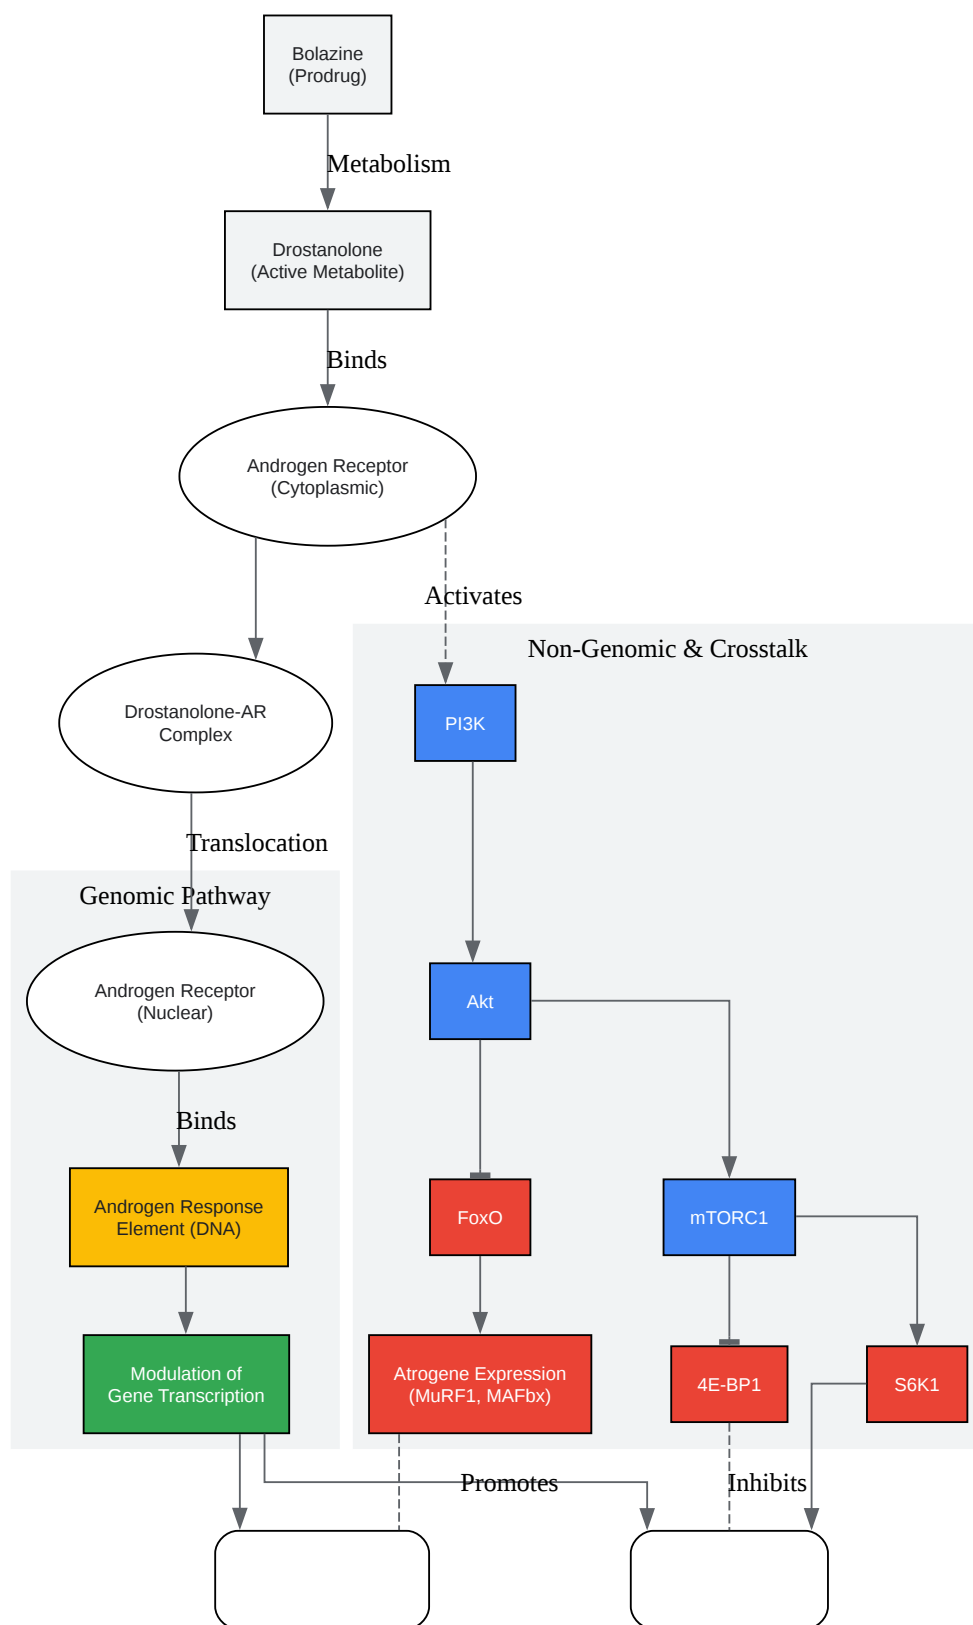 Bolazine
(Prodrug)
Metabolism
Drostanolone
(Active Metabolite)
Binds
Androgen Receptor
(Cytoplasmic)
Activates
Non-Genomic & Crosstalk
Drostanolone-AR
Complex
PI3K
Translocation
Genomic Pathway
Androgen Receptor
(Nuclear)
Akt
Binds
Androgen Response
Element (DNA)
FoxO
mTORC1
Modulation of
Gene Transcription
Atrogene Expression
(MuRF1, MAFbx)
4E-BP1
S6K1
Promotes
Inhibits